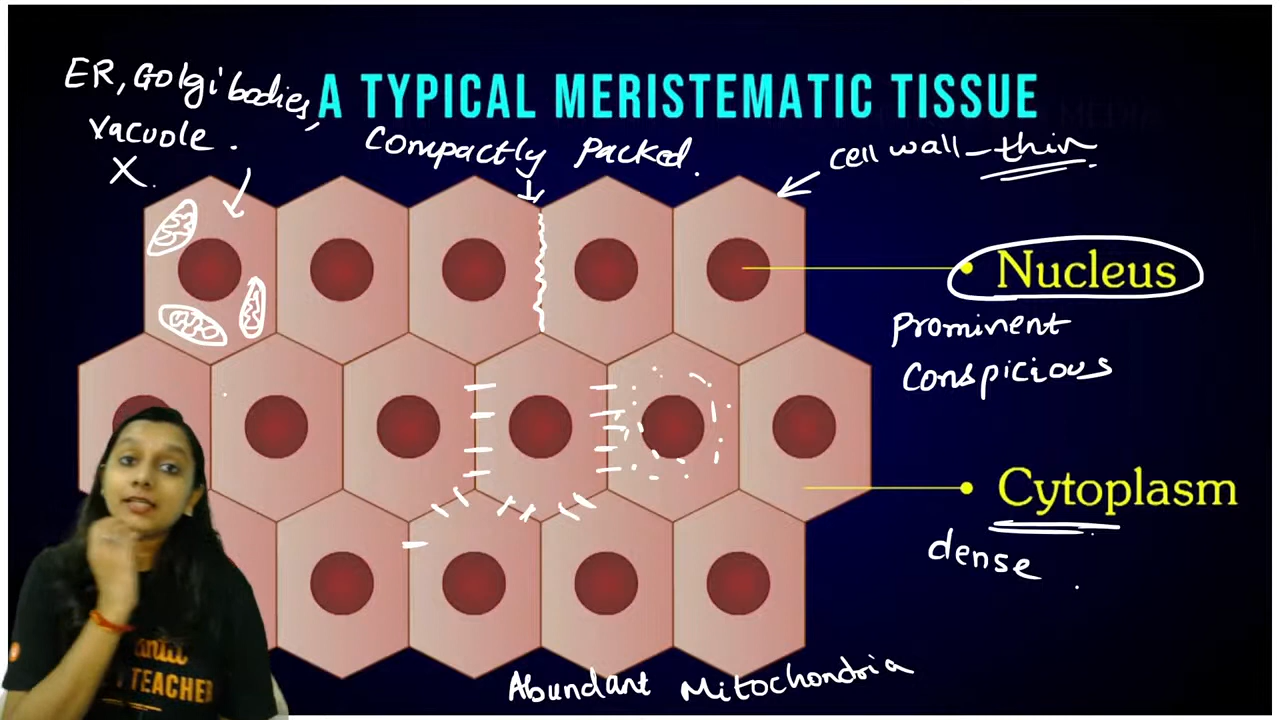 ER, Golgi bodies,
A TYPICAL MERISTEMATIC TISSUE
Vacuole.
X.
Compactly packed.
cell wall - thin
• Nucleus
Prominent
Conspicious
• Cytoplasm
dense.
Abundant Mitochondria
TEACHER